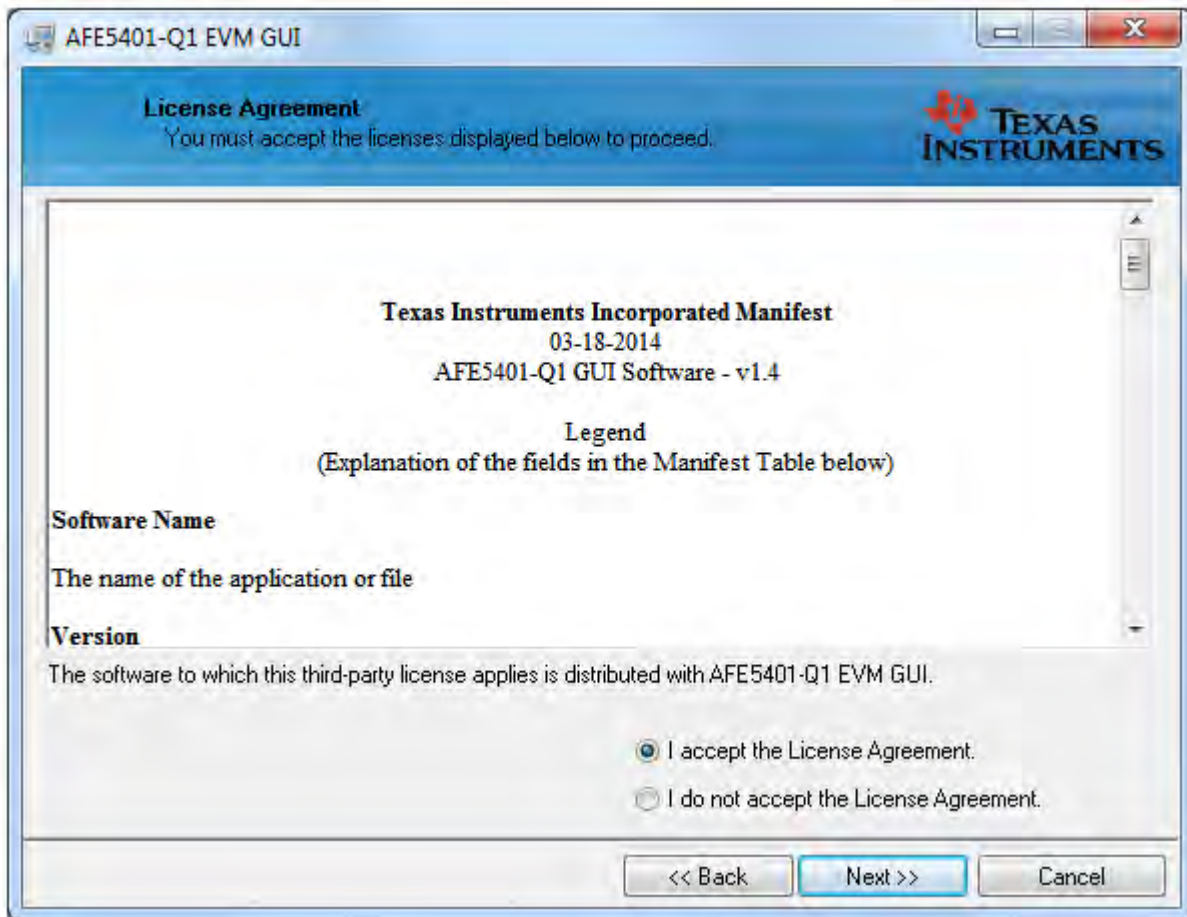 AFE5401-Q1 EVM GUI
License Agreement
You must accept the licenses displayed below to proceed.
TEXAS
INSTRUMENTS
Texas Instruments Incorporated Manifest
03-18-2014
AFE5401-Q1 GUI Software - v1.4
Legend
(Explanation of the fields in the Manifest Table below)
Software Name
The name of the application or file
Version
The software to which this third-party license applies is distributed with AFE5401-Q1 EVM GUI.
I accept the License Agreement.
I do not accept the License Agreement.
<< Back
Next >>
Cancel